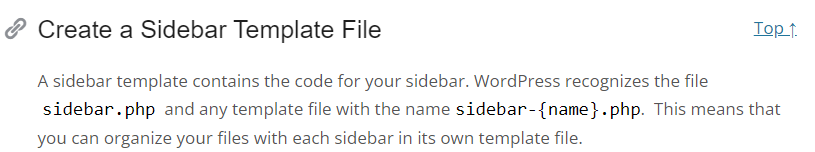 Create a Sidebar Template File
Top ↑
A sidebar template contains the code for your sidebar. WordPress recognizes the file
sidebar.php and any template file with the name sidebar-{name}.php. This means that
you can organize your files with each sidebar in its own template file.